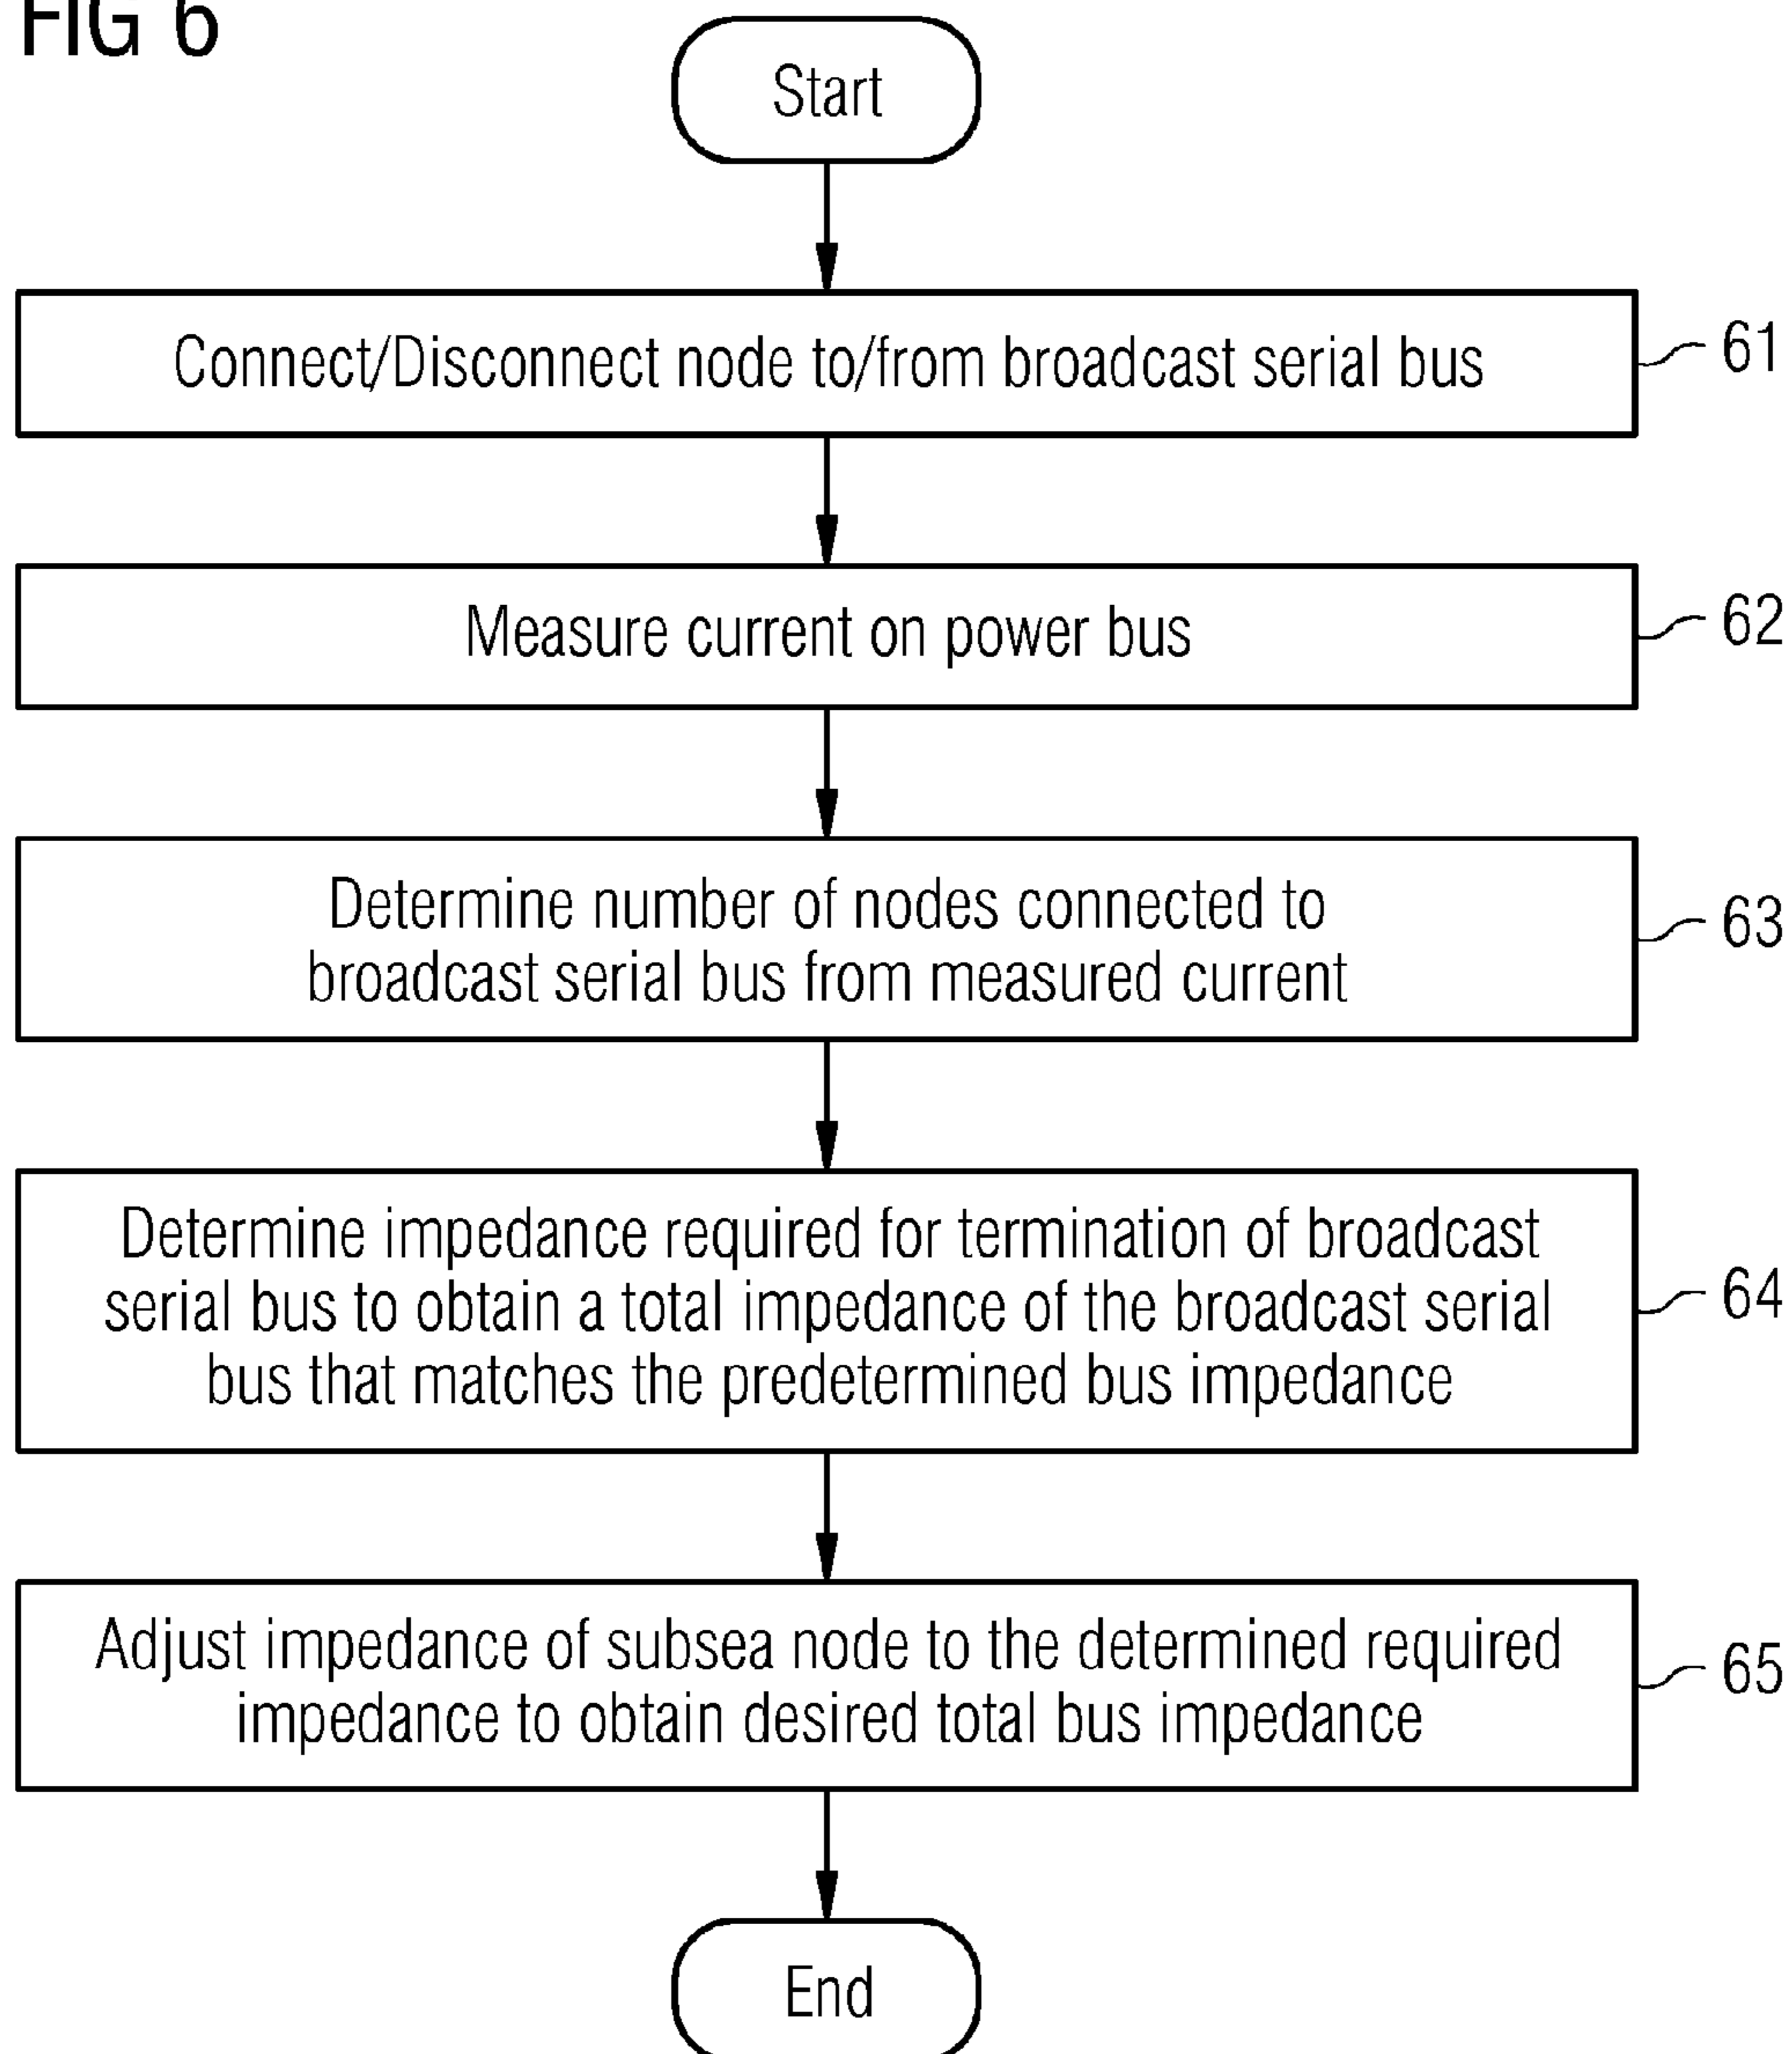 FIG 6
Start
Connect/Disconnect node to/from broadcast serial bus
61
Measure current on power bus
62
Determine number of nodes connected to
broadcast serial bus from measured current
63
Determine impedance required for termination of broadcast
serial bus to obtain a total impedance of the broadcast serial
bus that matches the predetermined bus impedance
64
Adjust impedance of subsea node to the determined required
impedance to obtain desired total bus impedance
65
End